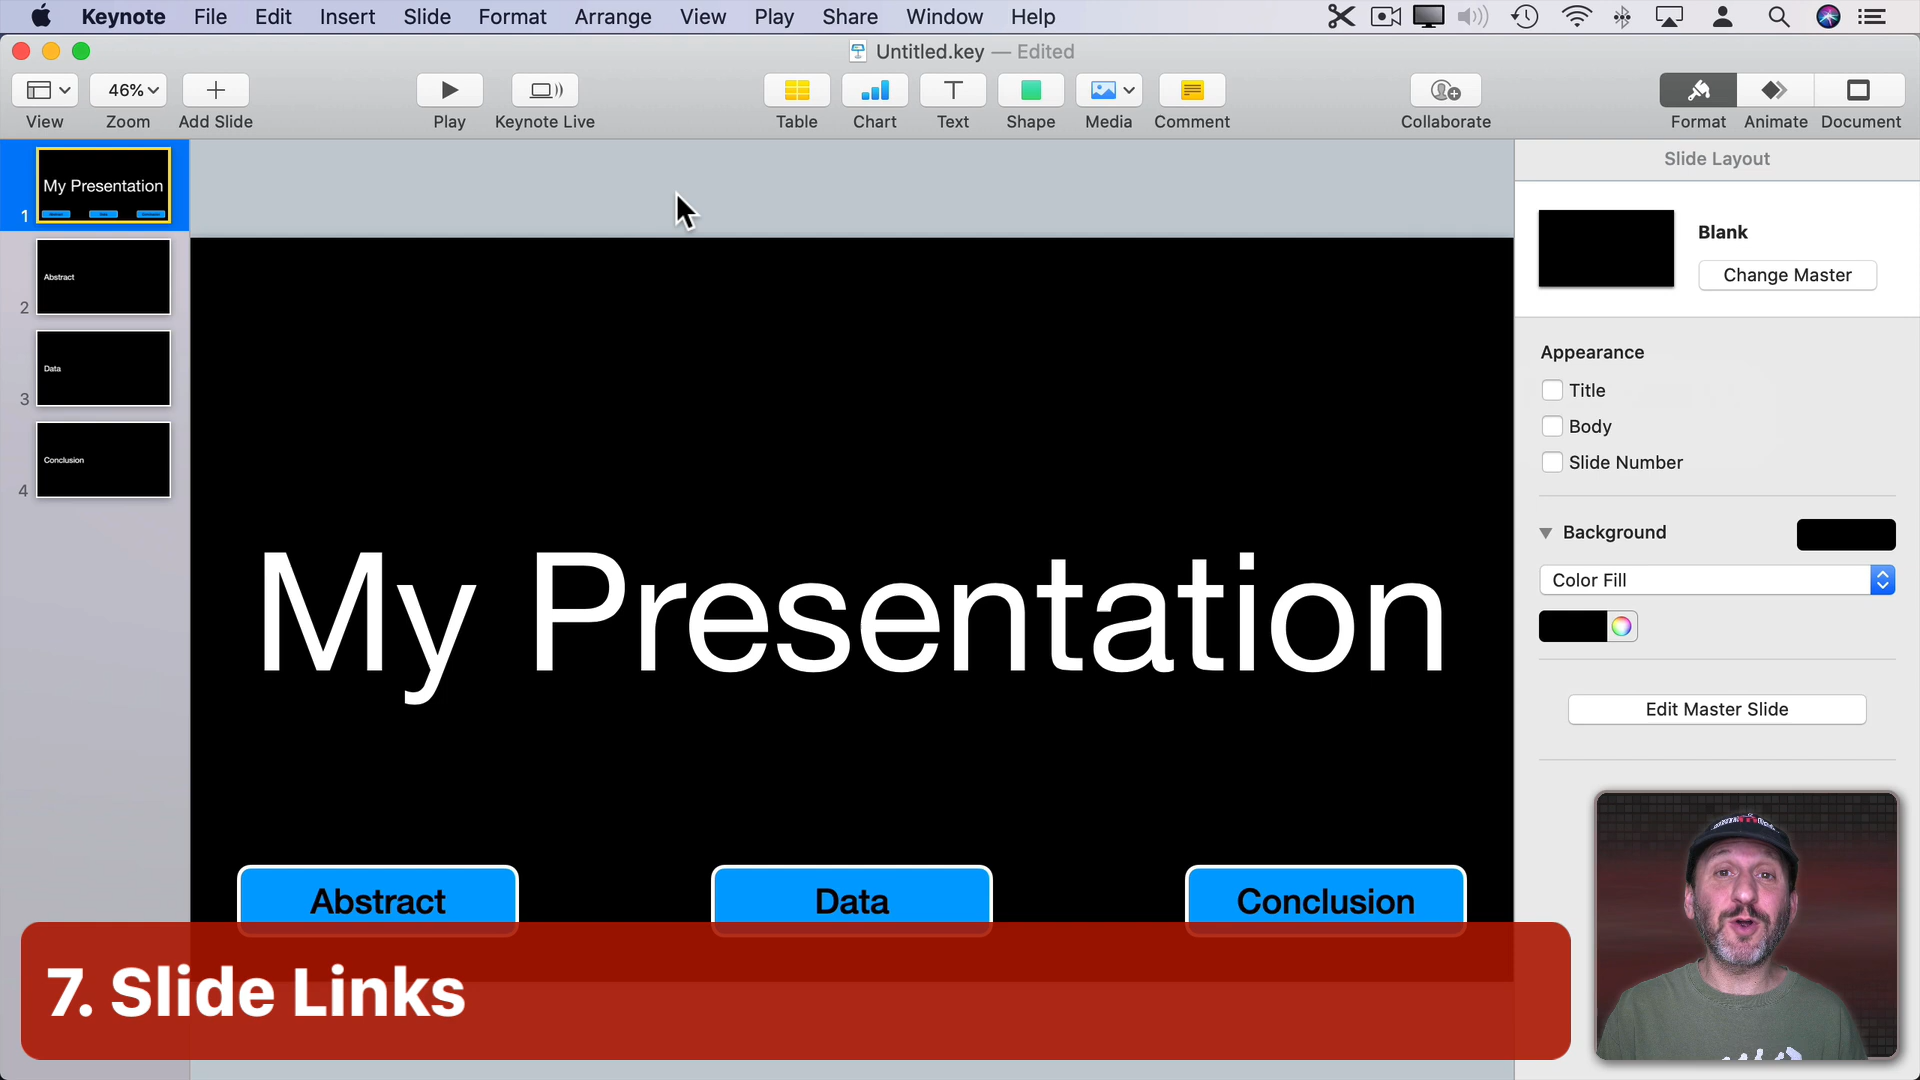 Keynote File Edit Insert Slide Format Arrange View Play Share Window Help
Untitled.key — Edited
46%
View Zoom Add Slide Play Keynote Live Table Chart Text Shape Media Comment Collaborate Format Animate Document
My Presentation
1
Abstract
2
Data
3
Conclusion
4
My Presentation
Abstract Data Conclusion
7. Slide Links
Slide Layout
Blank
Change Master
Appearance
Title
Body
Slide Number
Background
Color Fill
Edit Master Slide